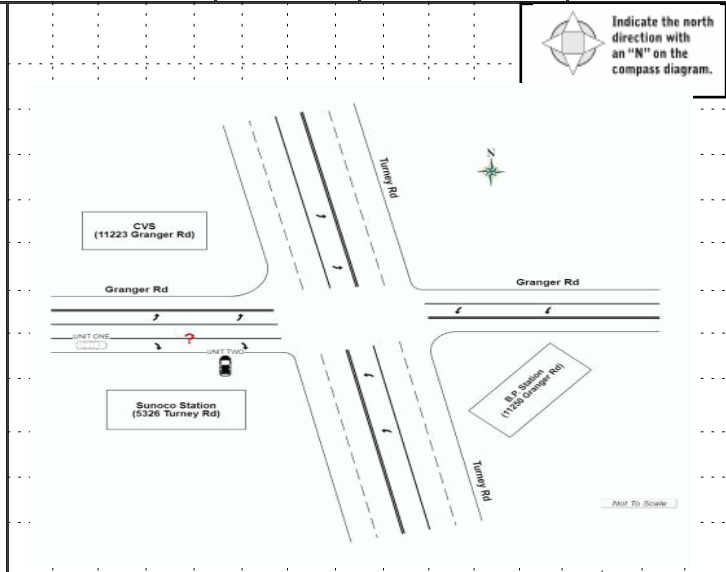 Indicate the north
direction with
an "N" on the
compass diagram.
N
Turney Rd
CVS
(11223 Granger Rd)
Granger Rd
Granger Rd
UNIT ONE
?
UNIT TWO
Sunoco Station
(5326 Turney Rd)
B.P. Station
(11250 Granger Rd)
Turney Rd
Not To Scale